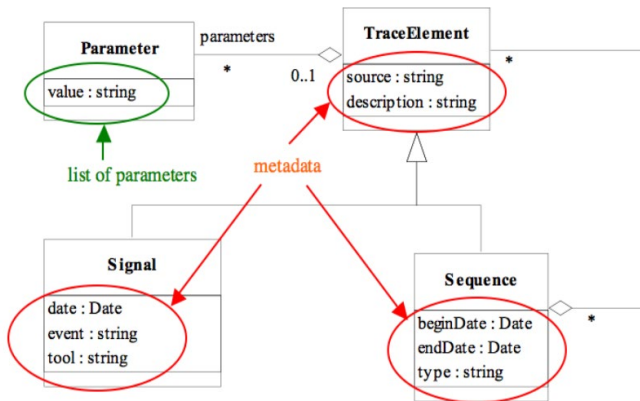 Parameter
value : string
parameters
*
0..1
TraceElement
source : string
description : string
*
list of parameters
metadata
Signal
date : Date
event : string
tool : string
Sequence
beginDate : Date
endDate : Date
type : string
*